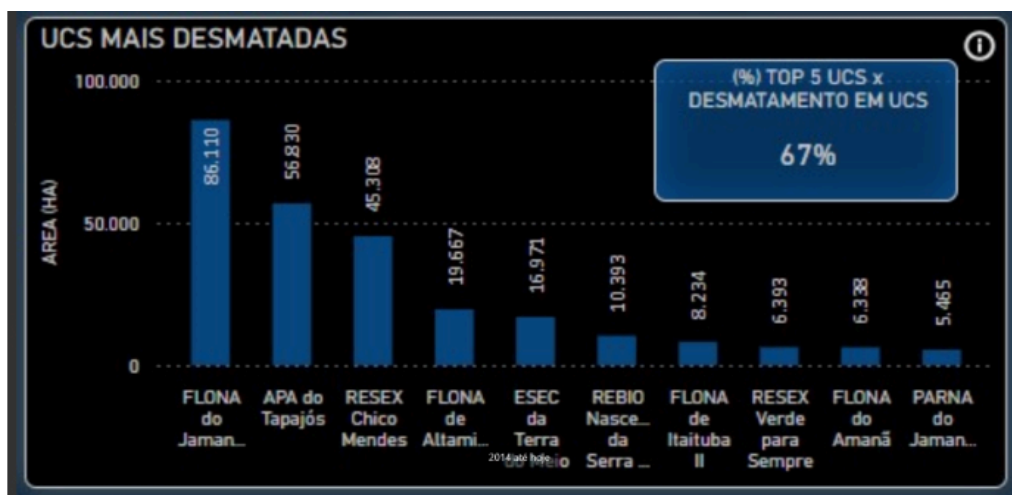 UCS MAIS DESMATADAS
(%) TOP 5 UCS x
DESMATAMENTO EM UCS
67%
AREA (HA)
100.000
50.000
0
86.110
56.830
45.308
19.667
16.971
10.393
8.234
6.393
6.338
5.465
FLONA
do
Jaman...
APA do
Tapajós
RESEX
Chico
Mendes
FLONA
de
Altami...
ESEC
da
Terra
do Meio
REBIO
Nasce...
da
Serra ...
FLONA
de
Itaituba
II
RESEX
Verde
para
Sempre
FLONA
do
Amanã
PARNA
do
Jaman...
2014 até hoje